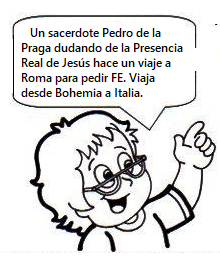 Un sacerdote Pedro de la
Praga dudando de la Presencia
Real de Jesús hace un viaje a
Roma para pedir FE. Viaja
desde Bohemia a Italia.